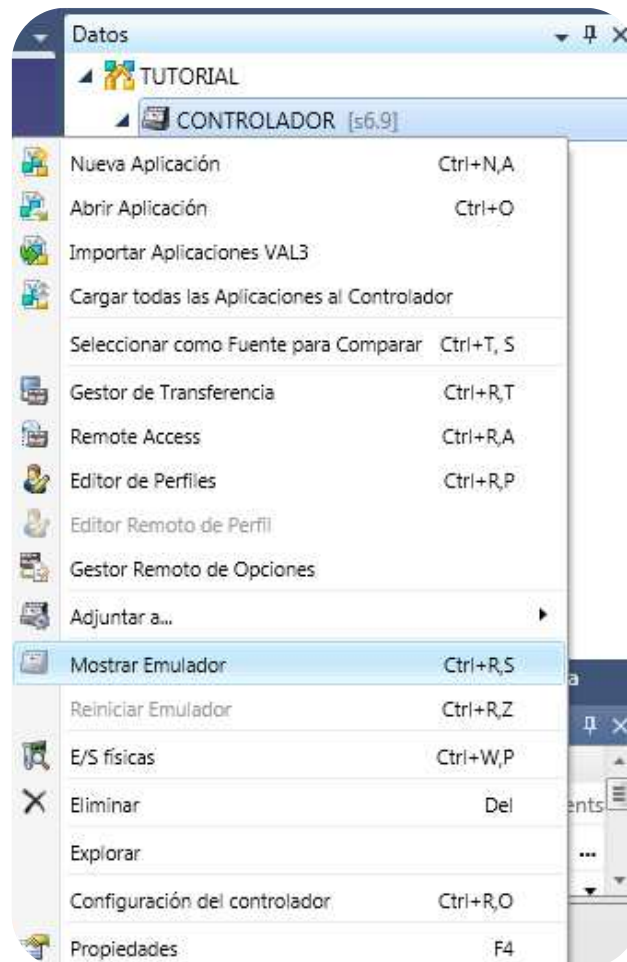 Datos
TUTORIAL
CONTROLADOR [s6.9]
Nueva Aplicación Ctrl+N,A
Abrir Aplicación Ctrl+O
Importar Aplicaciones VAL3
Cargar todas las Aplicaciones al Controlador
Seleccionar como Fuente para Comparar Ctrl+T, S
Gestor de Transferencia Ctrl+R,T
Remote Access Ctrl+R,A
Editor de Perfiles Ctrl+R,P
Editor Remoto de Perfil
Gestor Remoto de Opciones
Adjuntar a...
Mostrar Emulador Ctrl+R,S
a
Reiniciar Emulador Ctrl+R,Z
E/S físicas Ctrl+W,P
Eliminar Del
ents
Explorar
...
Configuración del controlador Ctrl+R,O
Propiedades F4